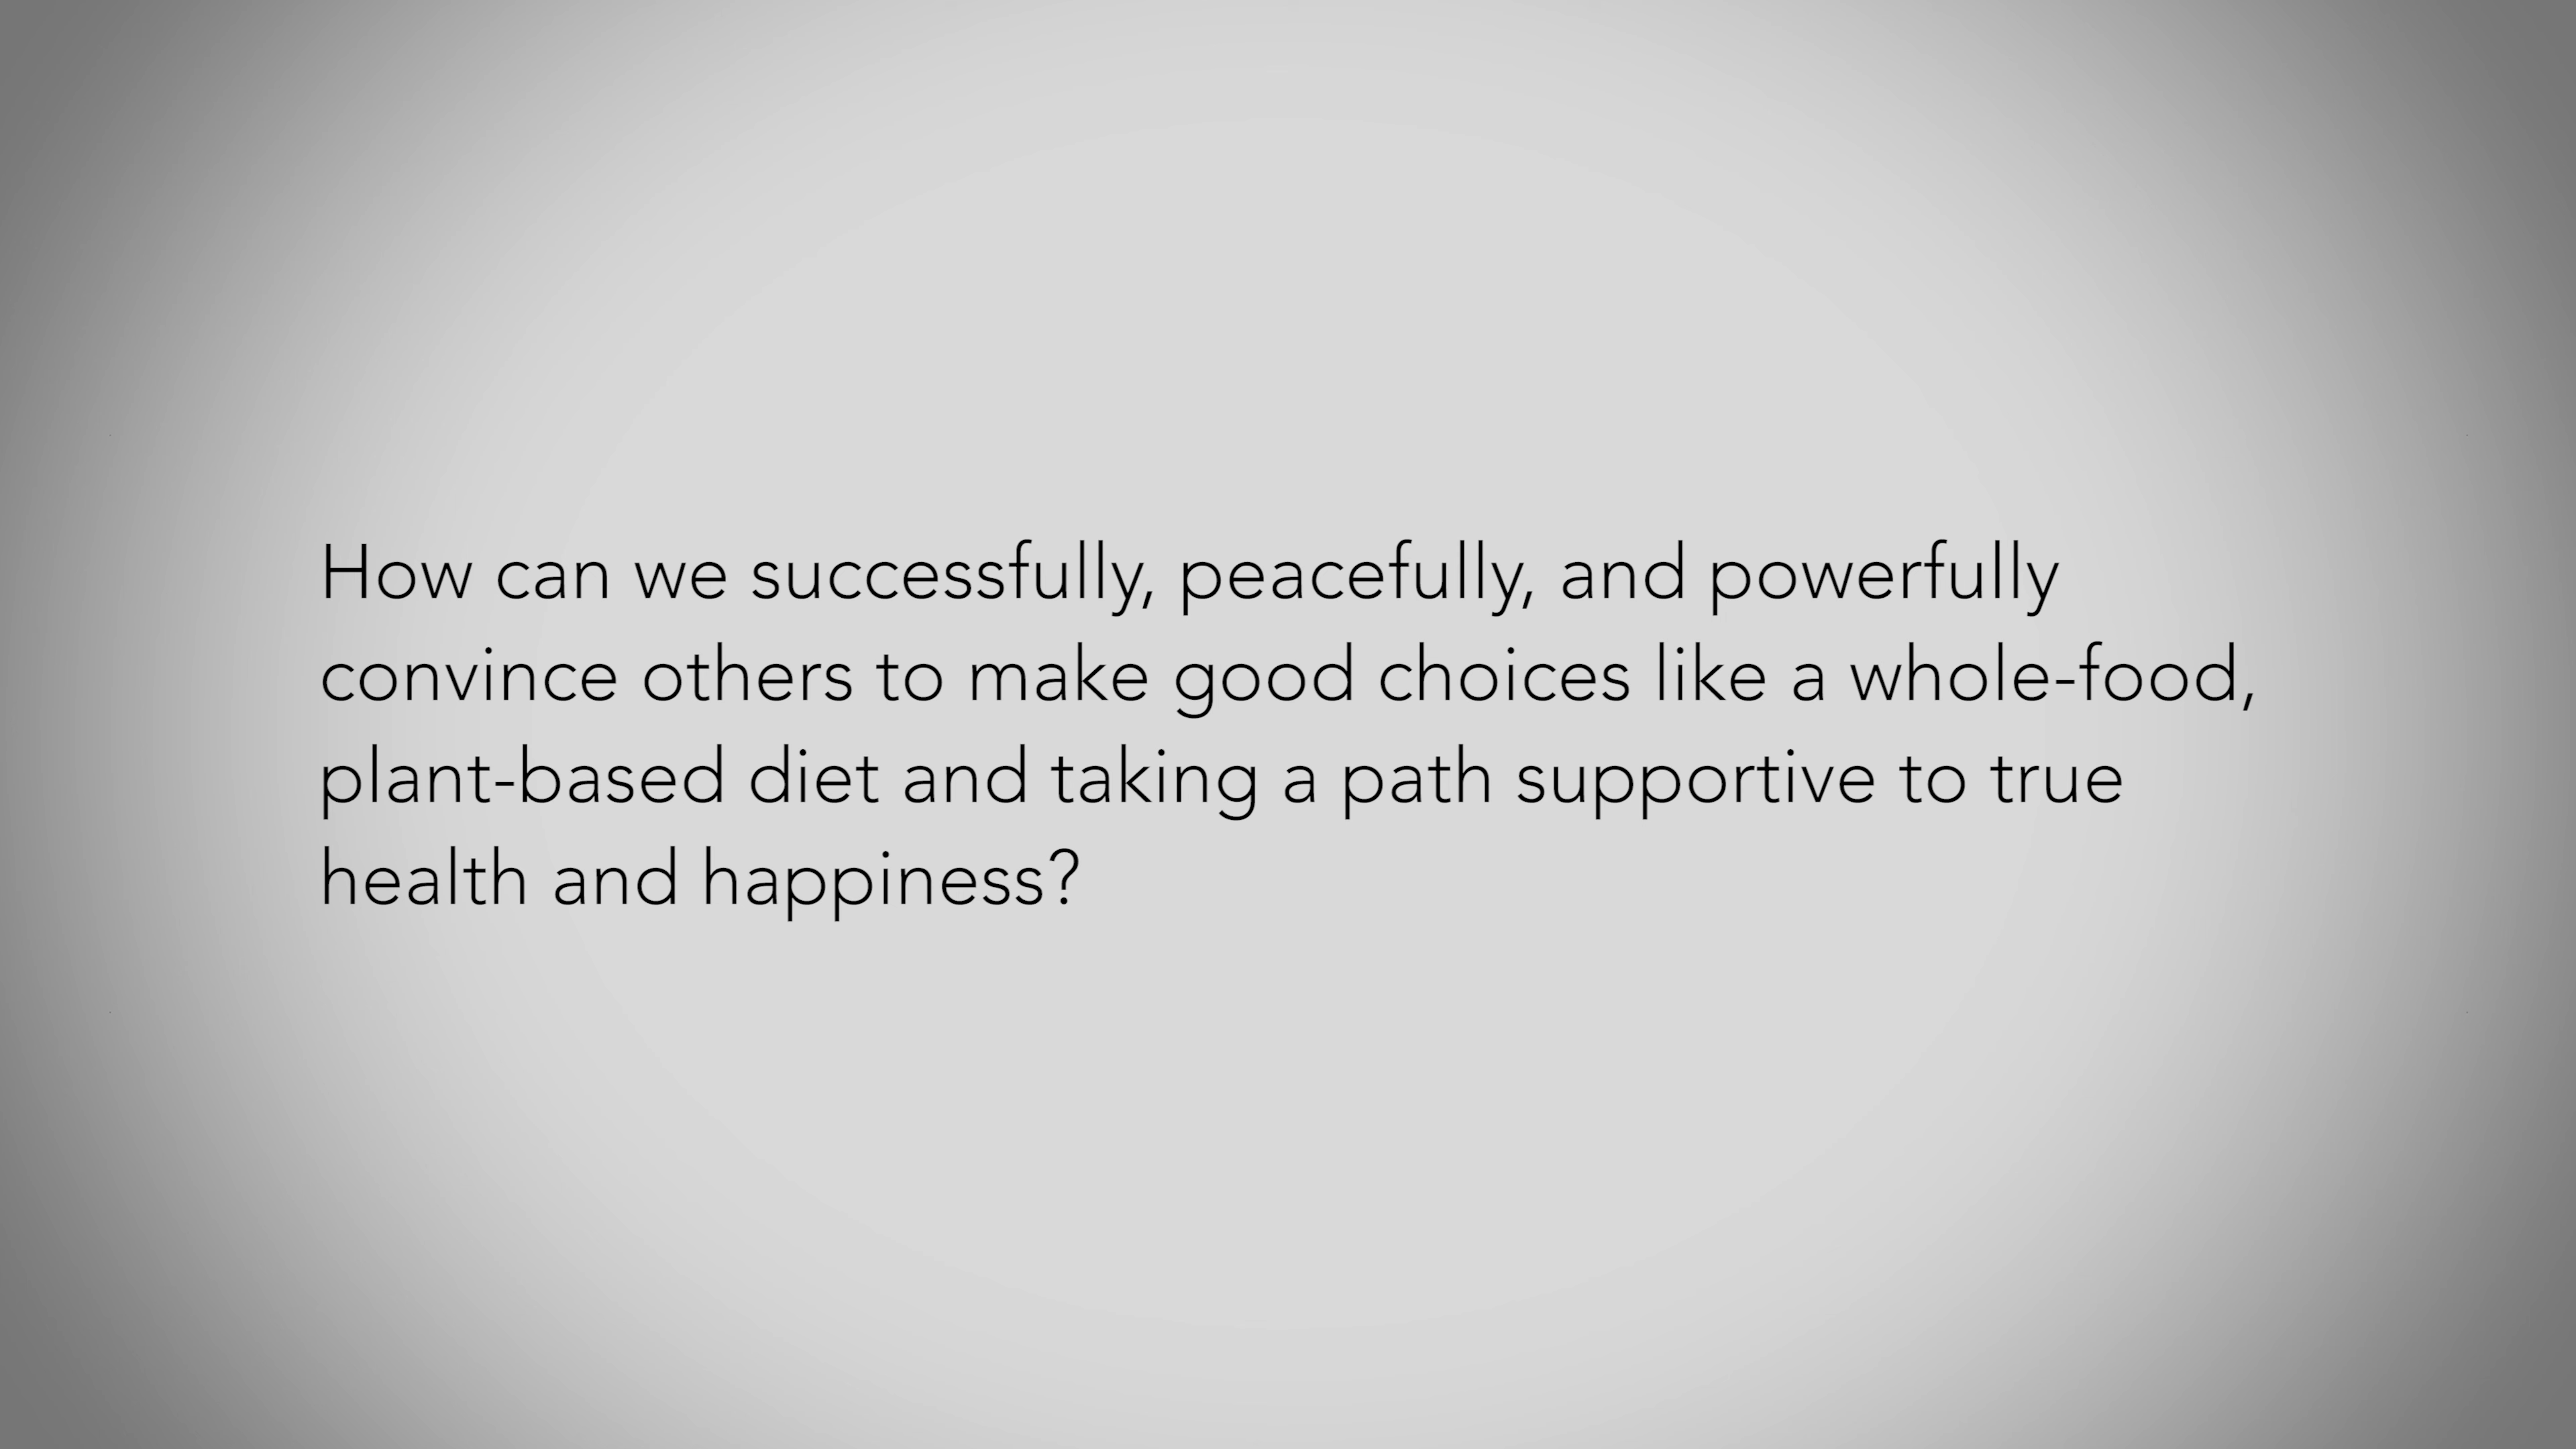 How can we successfully, peacefully, and powerfully
convince others to make good choices like a whole-food,
plant-based diet and taking a path supportive to true
health and happiness?